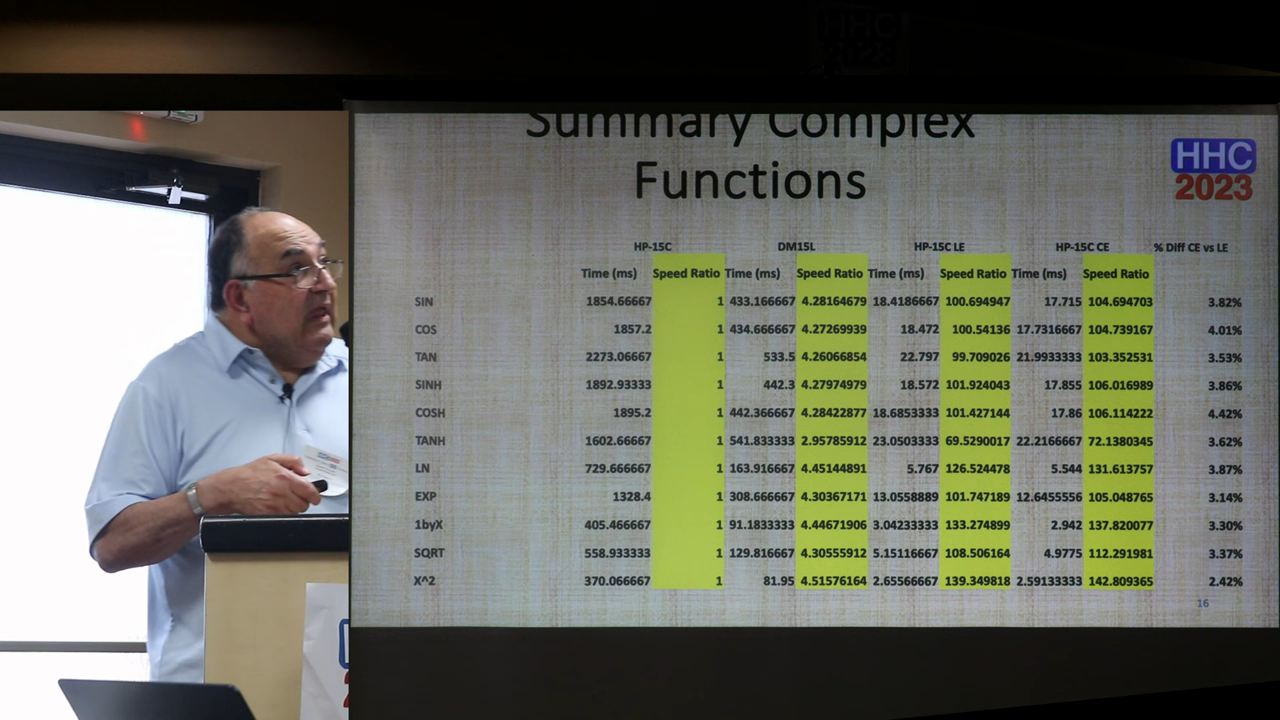 Summary Complex
Functions
HHC
2023
HP-15C DM15L HP-15C LE HP-15C CE % Diff CE vs LE
Time (ms) Speed Ratio Time (ms) Speed Ratio Time (ms) Speed Ratio Time (ms) Speed Ratio
SIN 1854.66667 1 433.166667 4.28164679 18.4186667 100.694947 17.715 104.694703 3.82%
COS 1857.2 1 434.666667 4.27269939 18.472 100.54136 17.7316667 104.739167 4.01%
TAN 2273.06667 1 533.5 4.26066854 22.797 99.709026 21.9933333 103.352531 3.53%
SINH 1892.93333 1 442.3 4.27974979 18.572 101.924043 17.855 106.016989 3.86%
COSH 1895.2 1 442.366667 4.28422877 18.6853333 101.427144 17.86 106.114222 4.42%
TANH 1602.66667 1 541.833333 2.95785912 23.0503333 69.5290017 22.2166667 72.1380345 3.62%
LN 729.666667 1 163.916667 4.45144891 5.767 126.524478 5.544 131.613757 3.87%
EXP 1328.4 1 308.666667 4.30367171 13.0558889 101.747189 12.6455556 105.048765 3.14%
1byX 405.466667 1 91.1833333 4.44671906 3.04233333 133.274899 2.942 137.820077 3.30%
SQRT 558.933333 1 129.816667 4.30555912 5.15116667 108.506164 4.9775 112.291981 3.37%
X^2 370.066667 1 81.95 4.51576164 2.65566667 139.349818 2.59133333 142.809365 2.42%
16